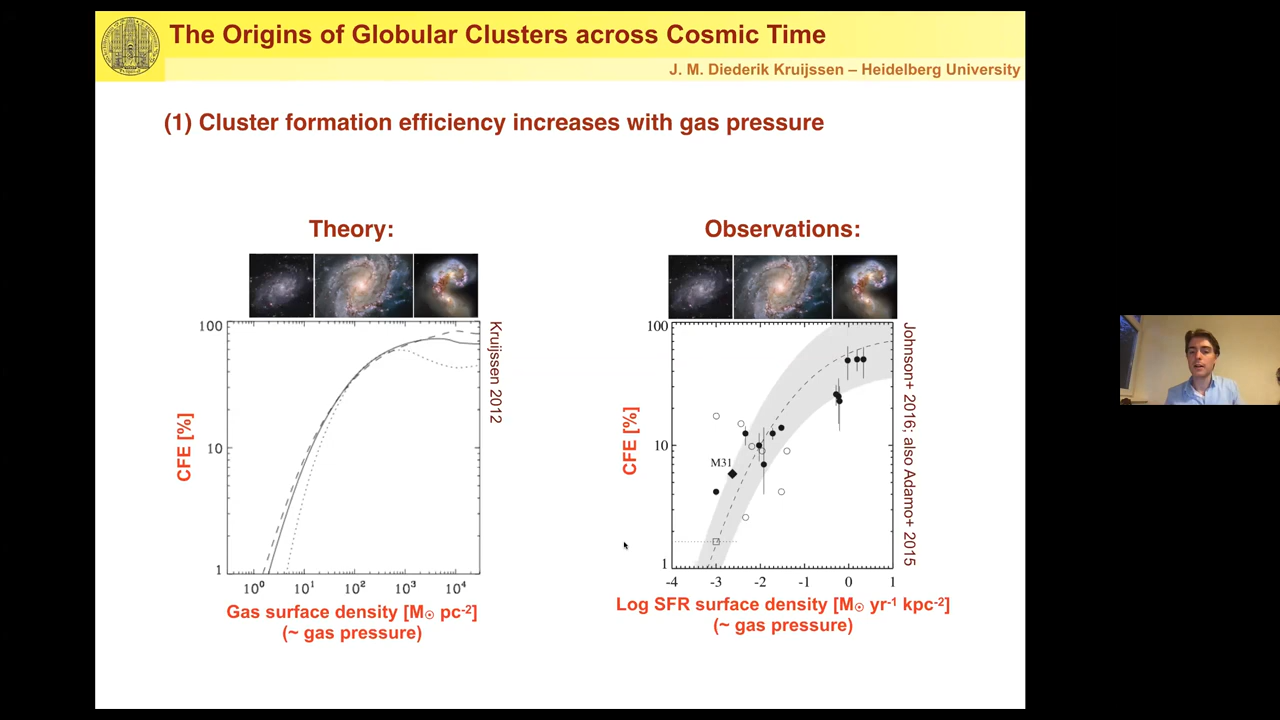 The Origins of Globular Clusters across Cosmic Time
J. M. Diederik Kruijssen – Heidelberg University
(1) Cluster formation efficiency increases with gas pressure
Theory:
100
10
1
CFE [%]
10⁰ 10¹ 10² 10³ 10⁴
Gas surface density [M☉ pc⁻²]
(~ gas pressure)
Kruijssen 2012
Observations:
100
10
1
CFE [%]
M31
-4 -3 -2 -1 0 1
Log SFR surface density [M☉ yr⁻¹ kpc⁻²]
(~ gas pressure)
Johnson+ 2016; also Adamo+ 2015